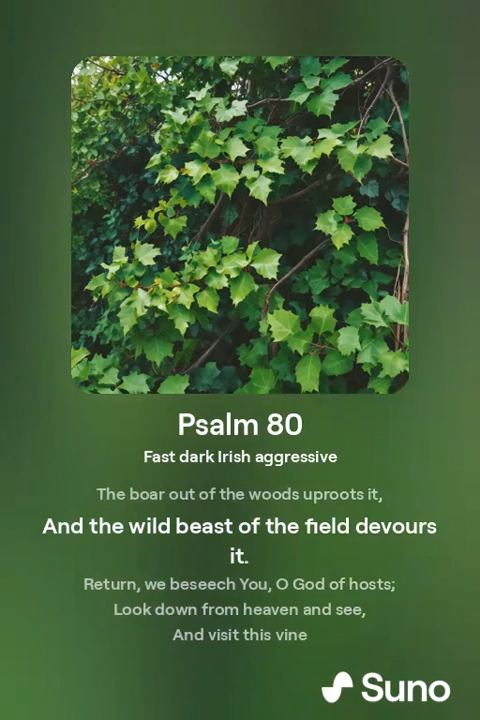 Psalm 80
Fast dark Irish aggressive
The boar out of the woods uproots it,
And the wild beast of the field devours
it.
Return, we beseech You, O God of hosts;
Look down from heaven and see,
And visit this vine
Suno